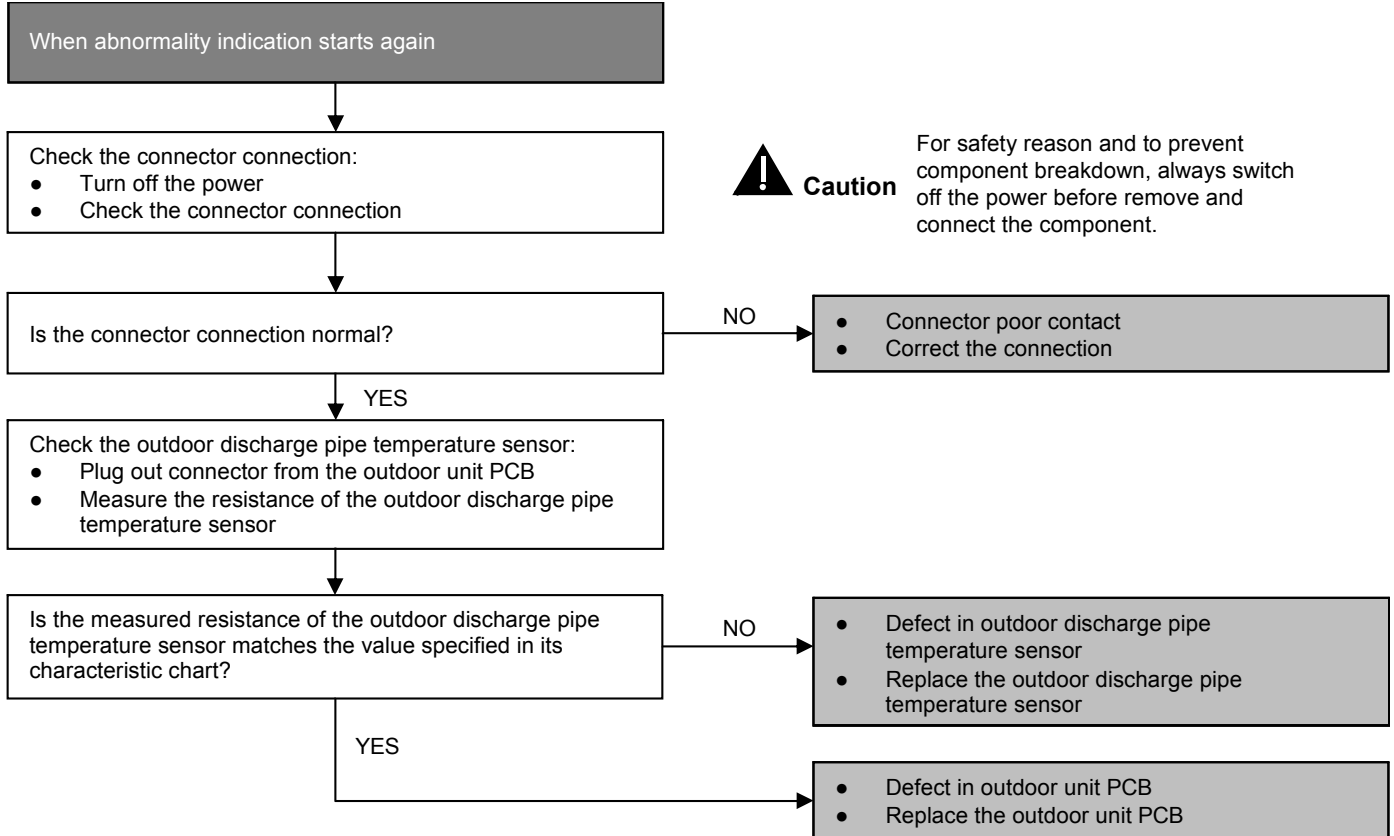 When abnormality indication starts again
Check the connector connection:
● Turn off the power
● Check the connector connection
Caution
For safety reason and to prevent
component breakdown, always switch
off the power before remove and
connect the component.
Is the connector connection normal?
NO
● Connector poor contact
● Correct the connection
YES
Check the outdoor discharge pipe temperature sensor:
● Plug out connector from the outdoor unit PCB
● Measure the resistance of the outdoor discharge pipe
temperature sensor
Is the measured resistance of the outdoor discharge pipe
temperature sensor matches the value specified in its
characteristic chart?
NO
● Defect in outdoor discharge pipe
temperature sensor
● Replace the outdoor discharge pipe
temperature sensor
YES
● Defect in outdoor unit PCB
● Replace the outdoor unit PCB